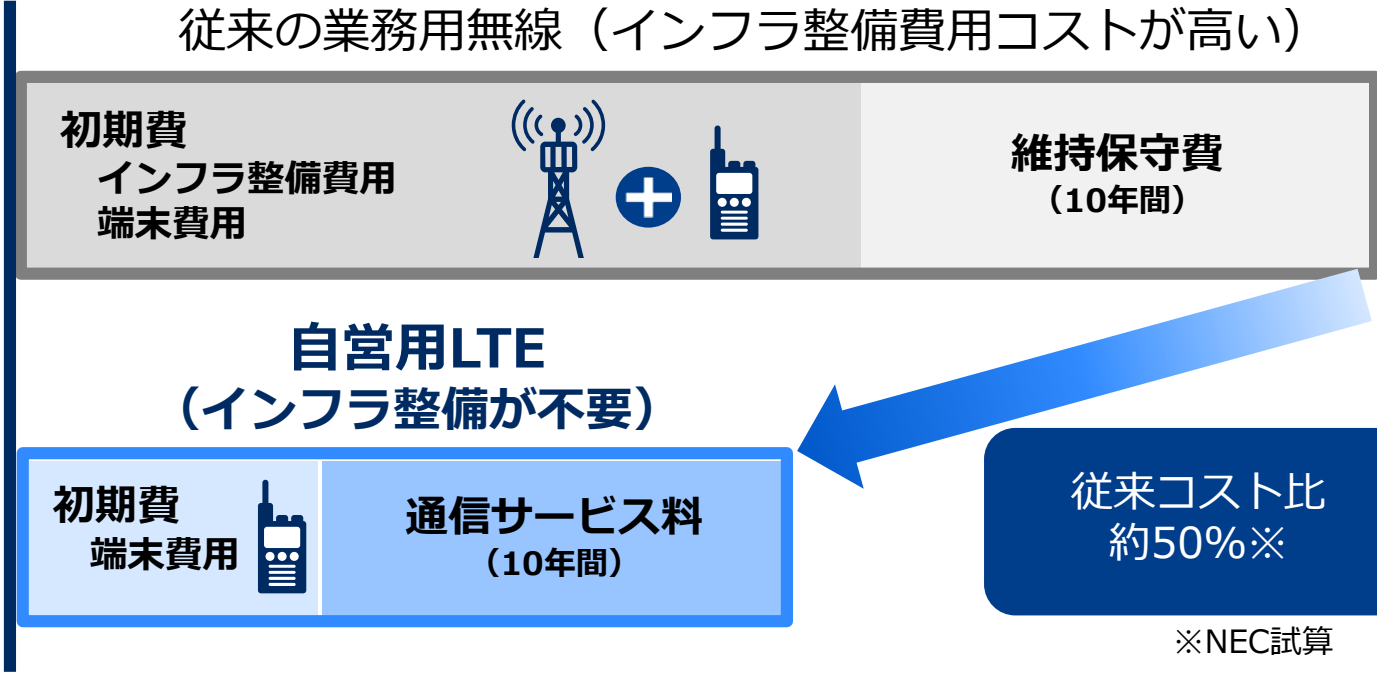 従来の業務用無線（インフラ整備費用コストが高い）
初期費
インフラ整備費用
端末費用
維持保守費
（10年間）
自営用LTE
（インフラ整備が不要）
初期費
端末費用
通信サービス料
（10年間）
従来コスト比
約50%※
※NEC試算